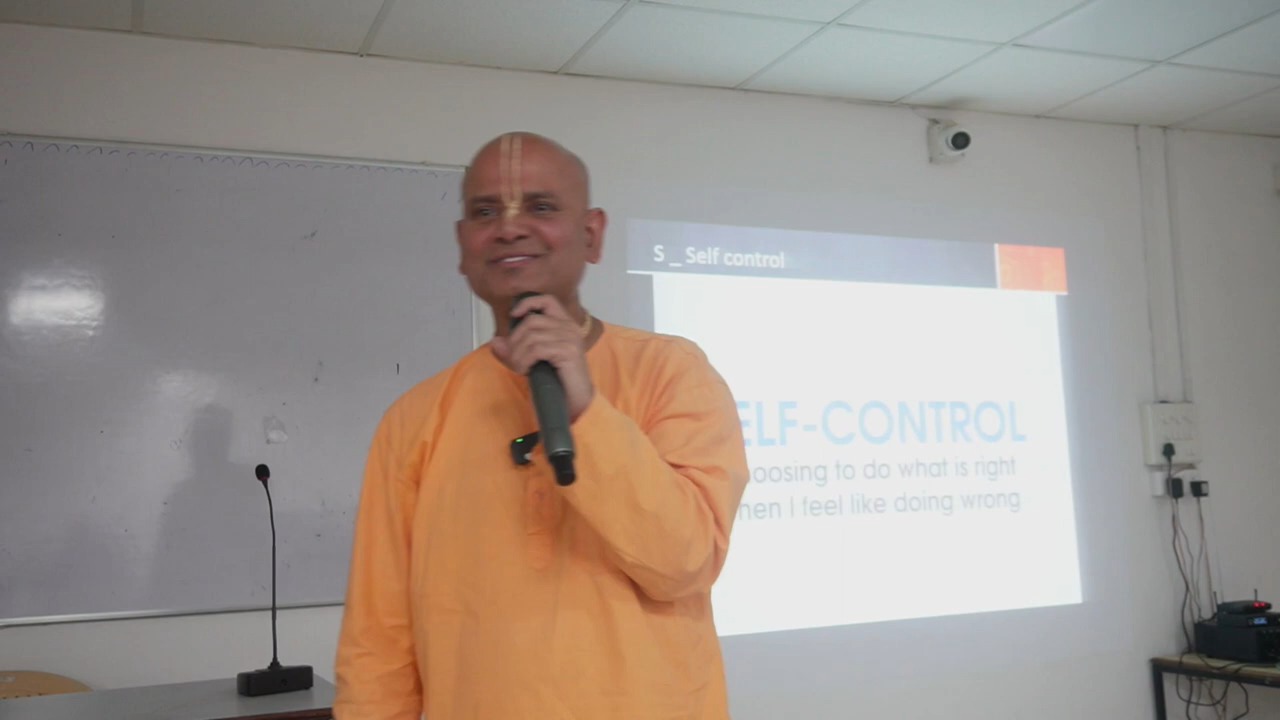 S _ Self control
ELF-CONTROL
oosing to do what is right
hen I feel like doing wrong